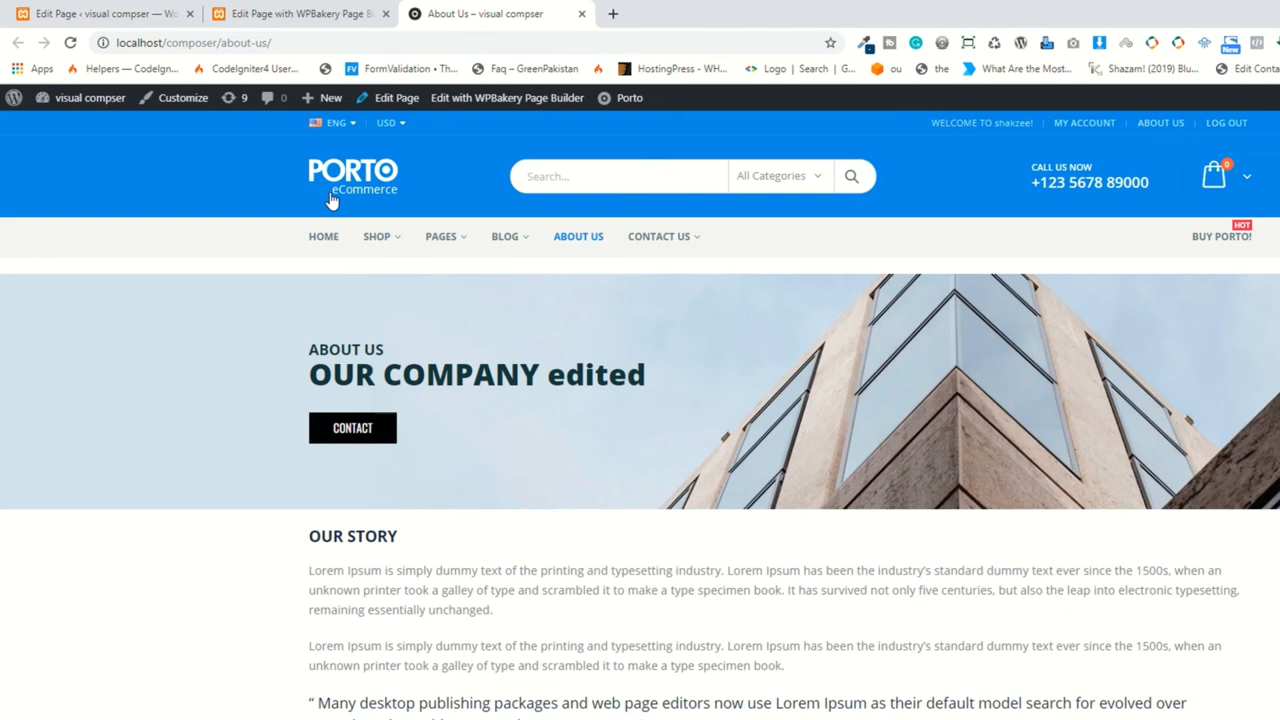 Edit Page ‹ visual compser — Wo
Edit Page with WPBakery Page B
About Us – visual compser
localhost/composer/about-us/
New
Apps
Helpers — CodeIgn...
CodeIgniter4 User...
FV
FormValidation • Th...
Faq – GreenPakistan
HostingPress - WH...
Logo | Search | G...
ou
the
What Are the Most...
Shazam! (2019) Blu...
Edit Conta
visual compser
Customize
9
0
New
Edit Page
Edit with WPBakery Page Builder
Porto
ENG
USD
WELCOME TO shakzee!
MY ACCOUNT
ABOUT US
LOG OUT
PORTO
eCommerce
Search...
All Categories
CALL US NOW
+123 5678 89000
0
HOME
SHOP
PAGES
BLOG
ABOUT US
CONTACT US
HOT
BUY PORTO!
ABOUT US
OUR COMPANY edited
CONTACT
OUR STORY
Lorem Ipsum is simply dummy text of the printing and typesetting industry. Lorem Ipsum has been the industry's standard dummy text ever since the 1500s, when an
unknown printer took a galley of type and scrambled it to make a type specimen book. It has survived not only five centuries, but also the leap into electronic typesetting,
remaining essentially unchanged.
Lorem Ipsum is simply dummy text of the printing and typesetting industry. Lorem Ipsum has been the industry's standard dummy text ever since the 1500s, when an
unknown printer took a galley of type and scrambled it to make a type specimen book.
“ Many desktop publishing packages and web page editors now use Lorem Ipsum as their default model search for evolved over